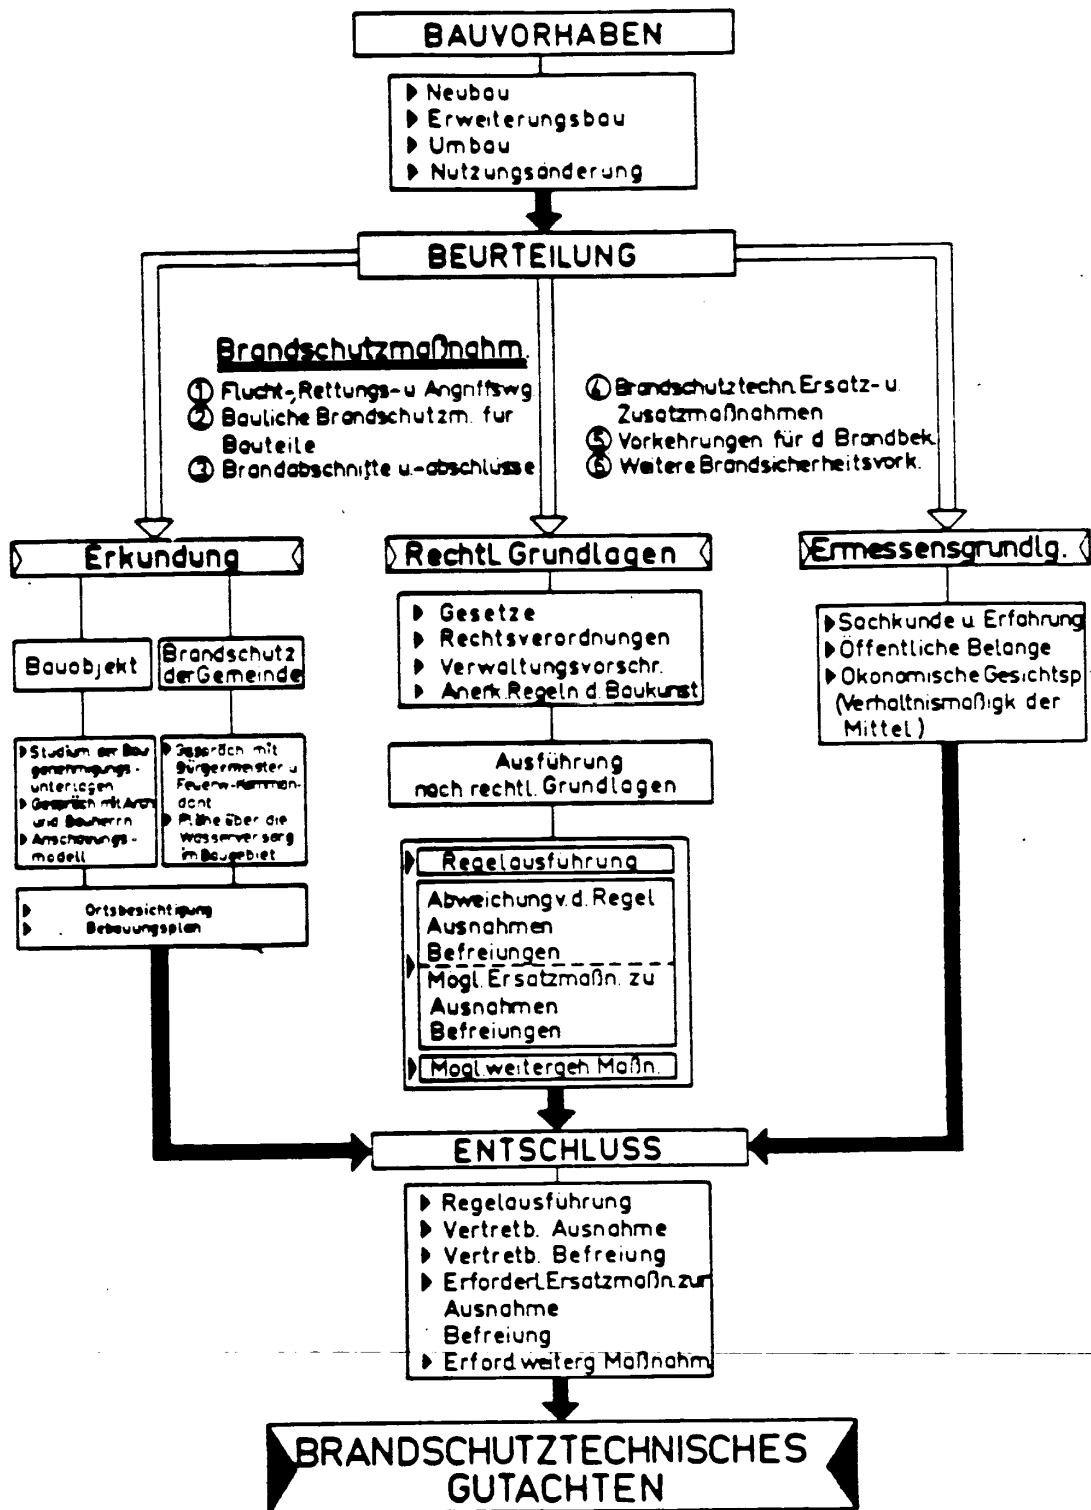 BAUVORHABEN
▶ Neubau
▶ Erweiterungsbau
▶ Umbau
▶ Nutzungsänderung
BEURTEILUNG
Brandschutzmaßnahm.
① Flucht-, Rettungs- u Angriffswg
② Bauliche Brandschutzm. für
Bauteile
③ Brandabschnitte u.-abschlüsse
④ Brandschutztechn. Ersatz- u.
Zusatzmaßnahmen
⑤ Vorkehrungen für d Brandbek.
⑥ Weitere Brandsicherheitsvork.
Erkundung
Bauobjekt
Brandschutz
der Gemeinde
▶ Studium der Bau
genehmigungs-
unterlagen
▶ Gespräch mit Arch
und Bauherrn
▶ Anschauungs-
modell
▶ Gespräch mit
Bürgermeister u
Feuerw-Komman-
dant
▶ Pläne über die
Wasserversorg
im Baugebiet
▶ Ortsbesichtigung
▶ Bebauungsplan
Rechtl. Grundlagen
▶ Gesetze
▶ Rechtsverordnungen
▶ Verwaltungsvorschr.
▶ Anerk. Regeln d. Baukunst
Ausführung
nach rechtl. Grundlagen
▶ Regelausführung
Abweichung v. d. Regel
Ausnahmen
Befreiungen
▶ Mögl. Ersatzmaßn. zu
Ausnahmen
Befreiungen
▶ Mögl. weitergeh Maßn.
Ermessensgrundlg.
▶ Sachkunde u Erfahrung
▶ Öffentliche Belange
▶ Ökonomische Gesichtsp
(Verhältnismäßigk der
Mittel)
ENTSCHLUSS
▶ Regelausführung
▶ Vertretb. Ausnahme
▶ Vertretb. Befreiung
▶ Erforderl. Ersatzmaßn. zur
Ausnahme
Befreiung
▶ Erford. weiterg Maßnahm
BRANDSCHUTZTECHNISCHES
GUTACHTEN